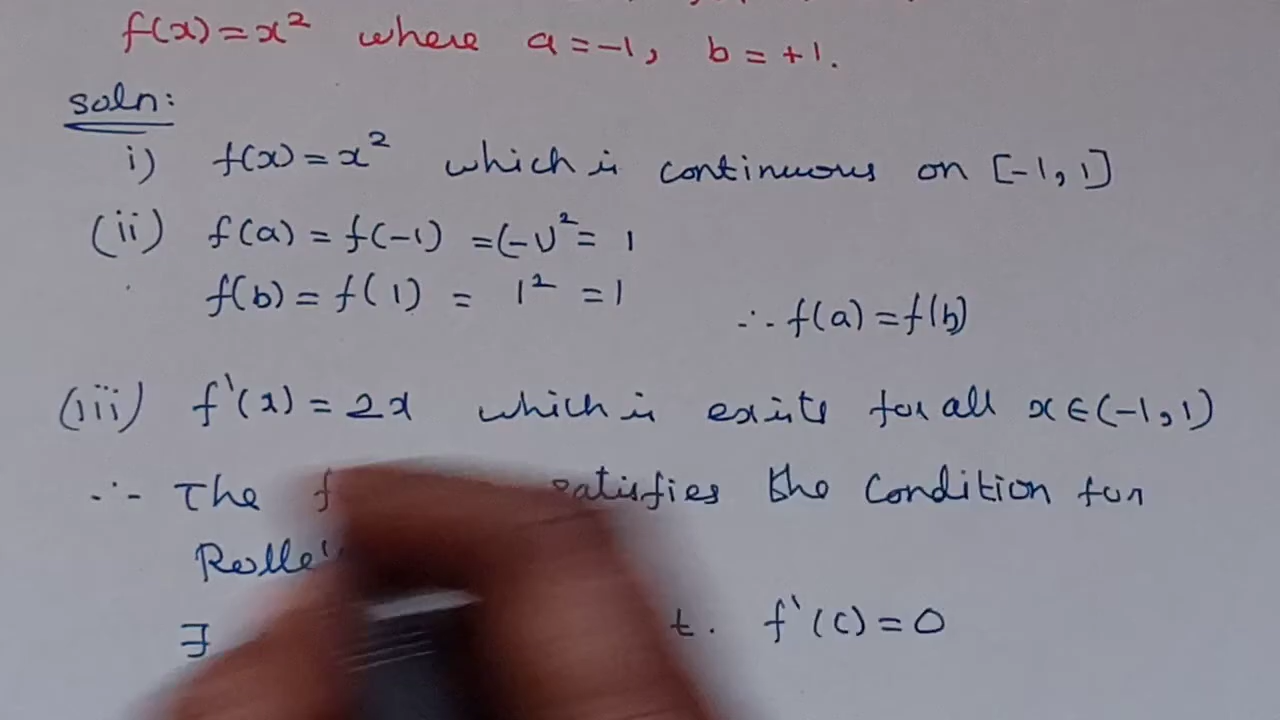 f(x) = x² where a = -1, b = +1.
soln:
i) f(x) = x² which is continuous on [-1, 1]
(ii) f(a) = f(-1) = (-1)² = 1
f(b) = f(1) = 1² = 1
∴ f(a) = f(b)
(iii) f'(x) = 2x which is exists for all x ∈ (-1, 1)
∴ The satisfies the condition for
Rolle's
∃ t. f'(c) = 0